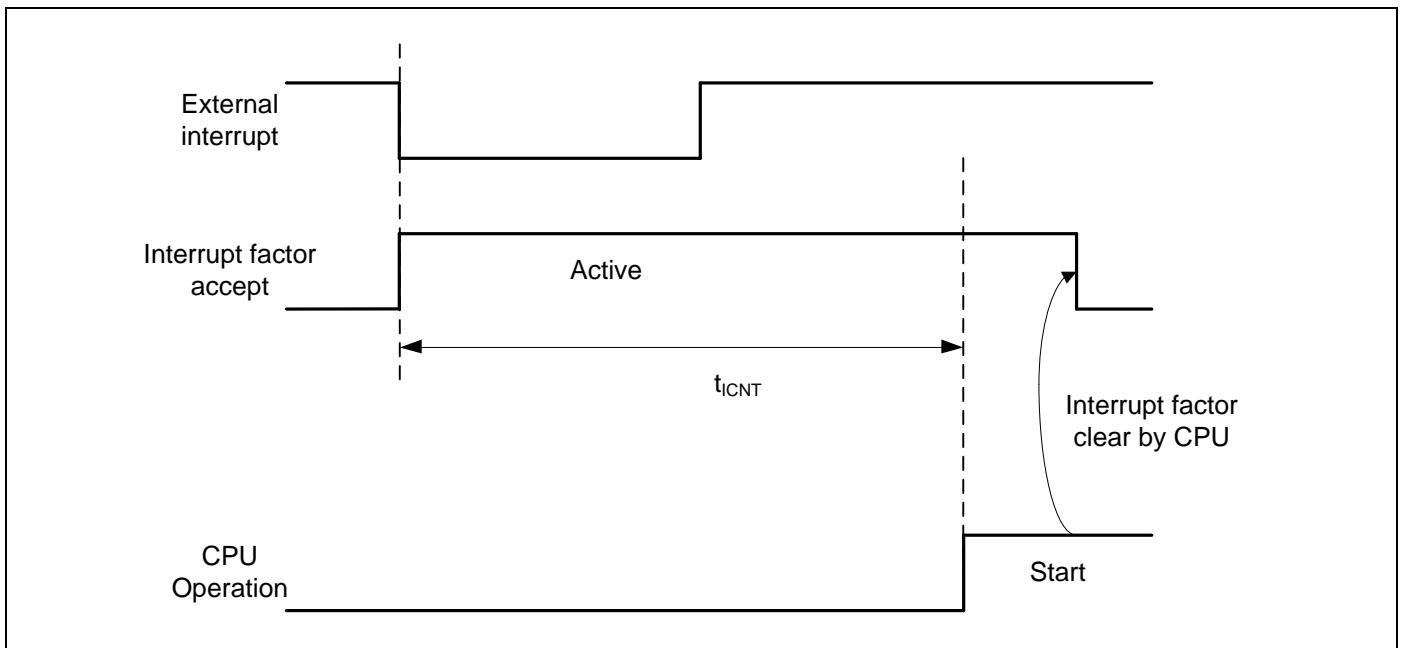 External
interrupt
Interrupt factor
accept
Active
tICNT
Interrupt factor
clear by CPU
CPU
Operation
Start